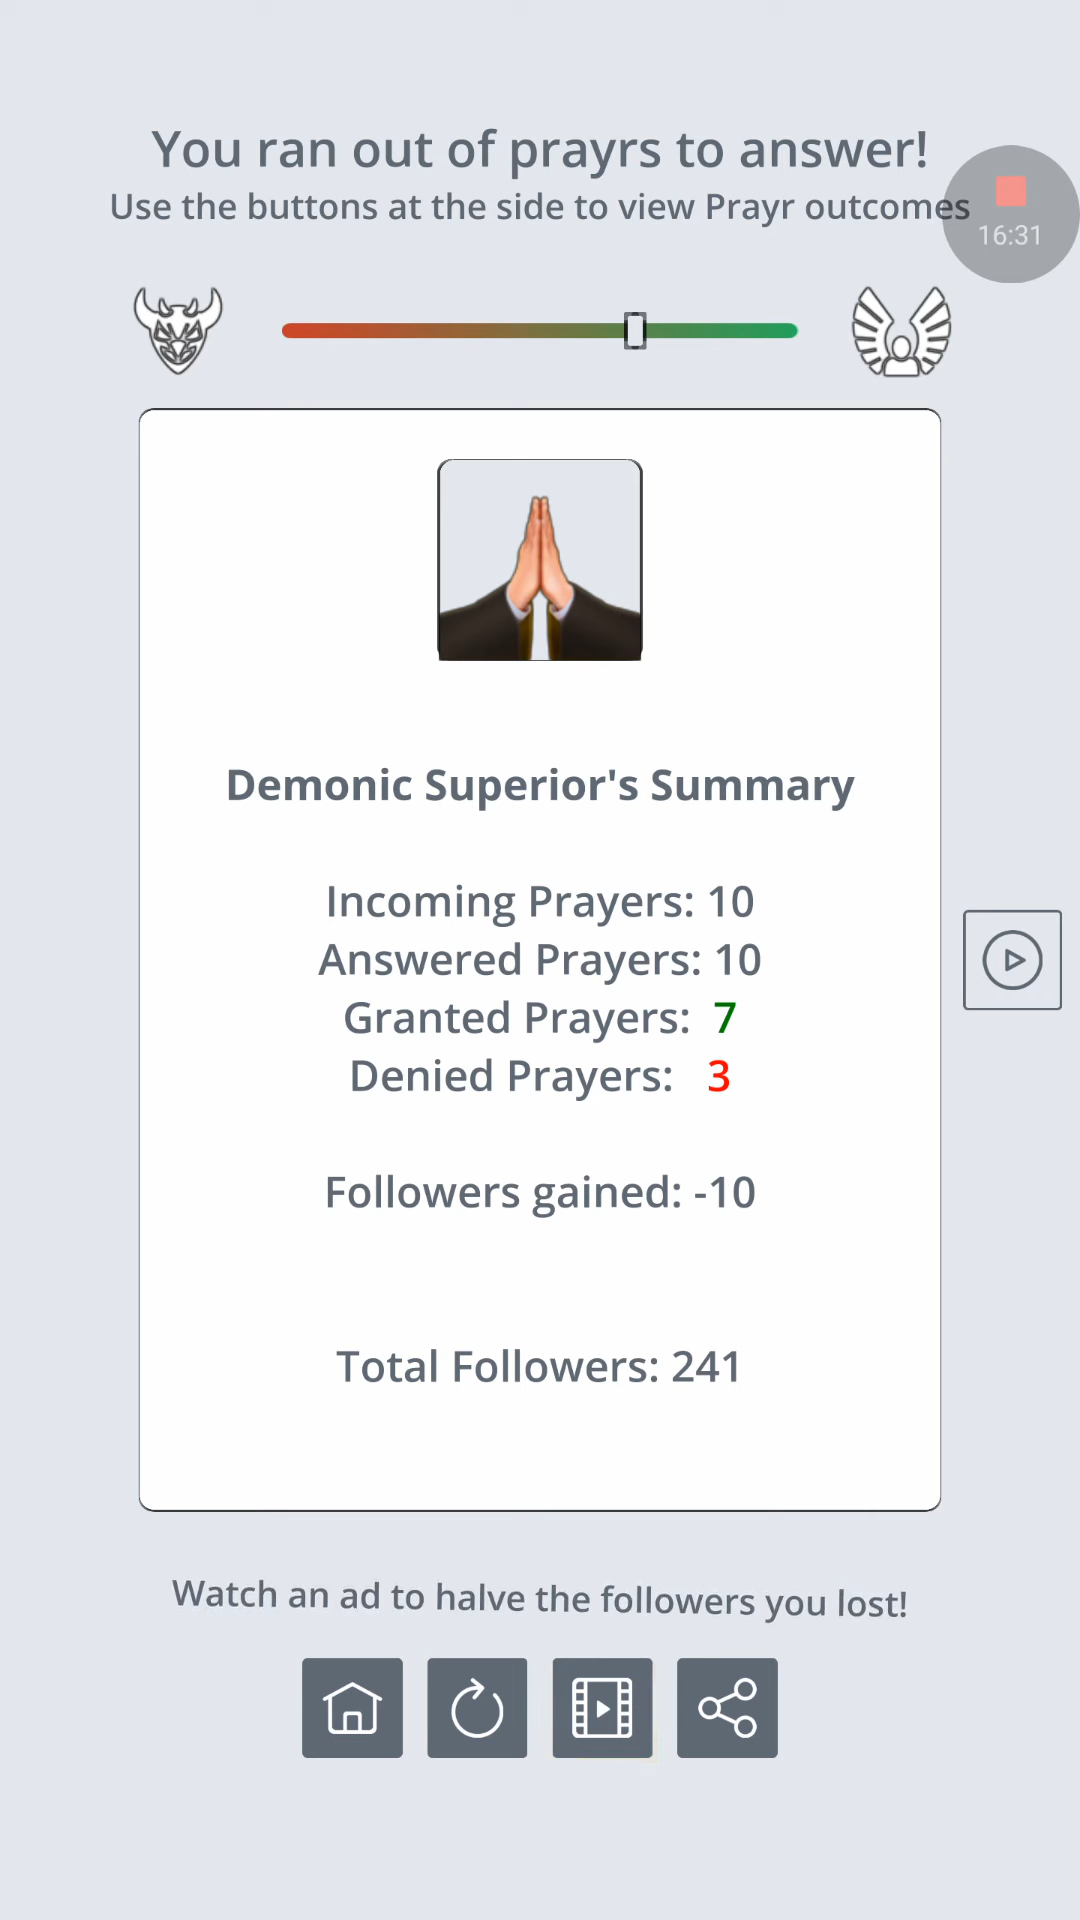 You ran out of prayrs to answer!
Use the buttons at the side to view Prayr outcomes
16:31
Demonic Superior's Summary
Incoming Prayers: 10
Answered Prayers: 10
Granted Prayers: 7
Denied Prayers: 3
Followers gained: -10
Total Followers: 241
Watch an ad to halve the followers you lost!